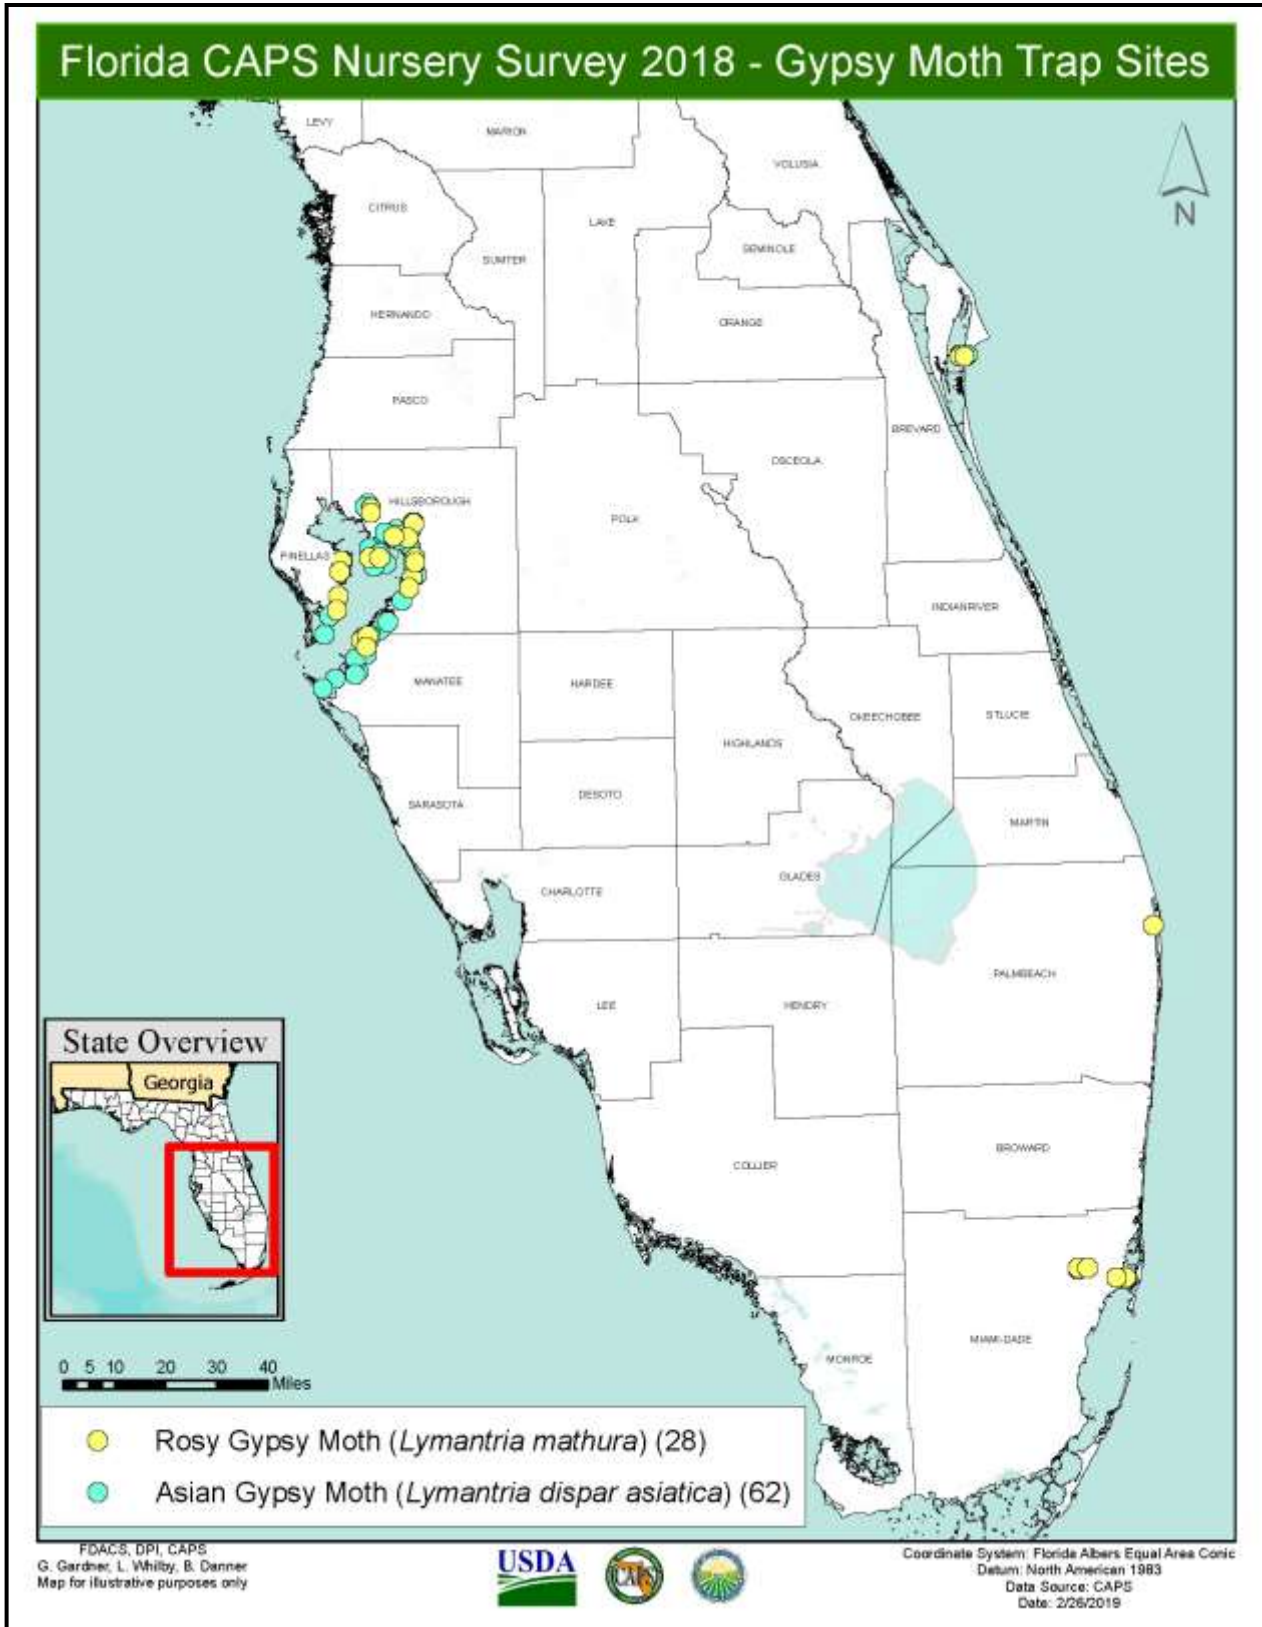 Florida CAPS Nursery Survey 2018 - Gypsy Moth Trap Sites
LEVY
MARION
VOLUSIA
N
CITRUS
LAKE
SEMINOLE
SUMTER
HERNANDO
ORANGE
PASCO
BREVARD
OSCEOLA
HILLSBOROUGH
POLK
PINELLAS
INDIANRIVER
MANATEE
HARDEE
OKEECHOBEE
STLUCIE
HIGHLANDS
DESOTO
SARASOTA
MARTIN
GLADES
CHARLOTTE
PALMBEACH
LEE
HENDRY
State Overview
Georgia
BROWARD
COLLIER
MIAMI-DADE
MONROE
0 5 10 20 30 40
Miles
Rosy Gypsy Moth (Lymantria mathura) (28)
Asian Gypsy Moth (Lymantria dispar asiatica) (62)
FDACS, DPI, CAPS
G. Gardner, L. Whilby, B. Danner
Map for illustrative purposes only
USDA
CAPS
Coordinate System: Florida Albers Equal Area Conic
Datum: North American 1983
Data Source: CAPS
Date: 2/26/2019